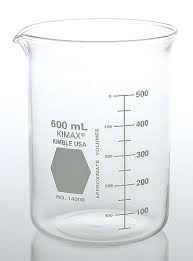 600 mL
KIMAX®
KIMBLE USA
NO. 14000
APPROXIMATE VOLUMES
500
400
300
200
100